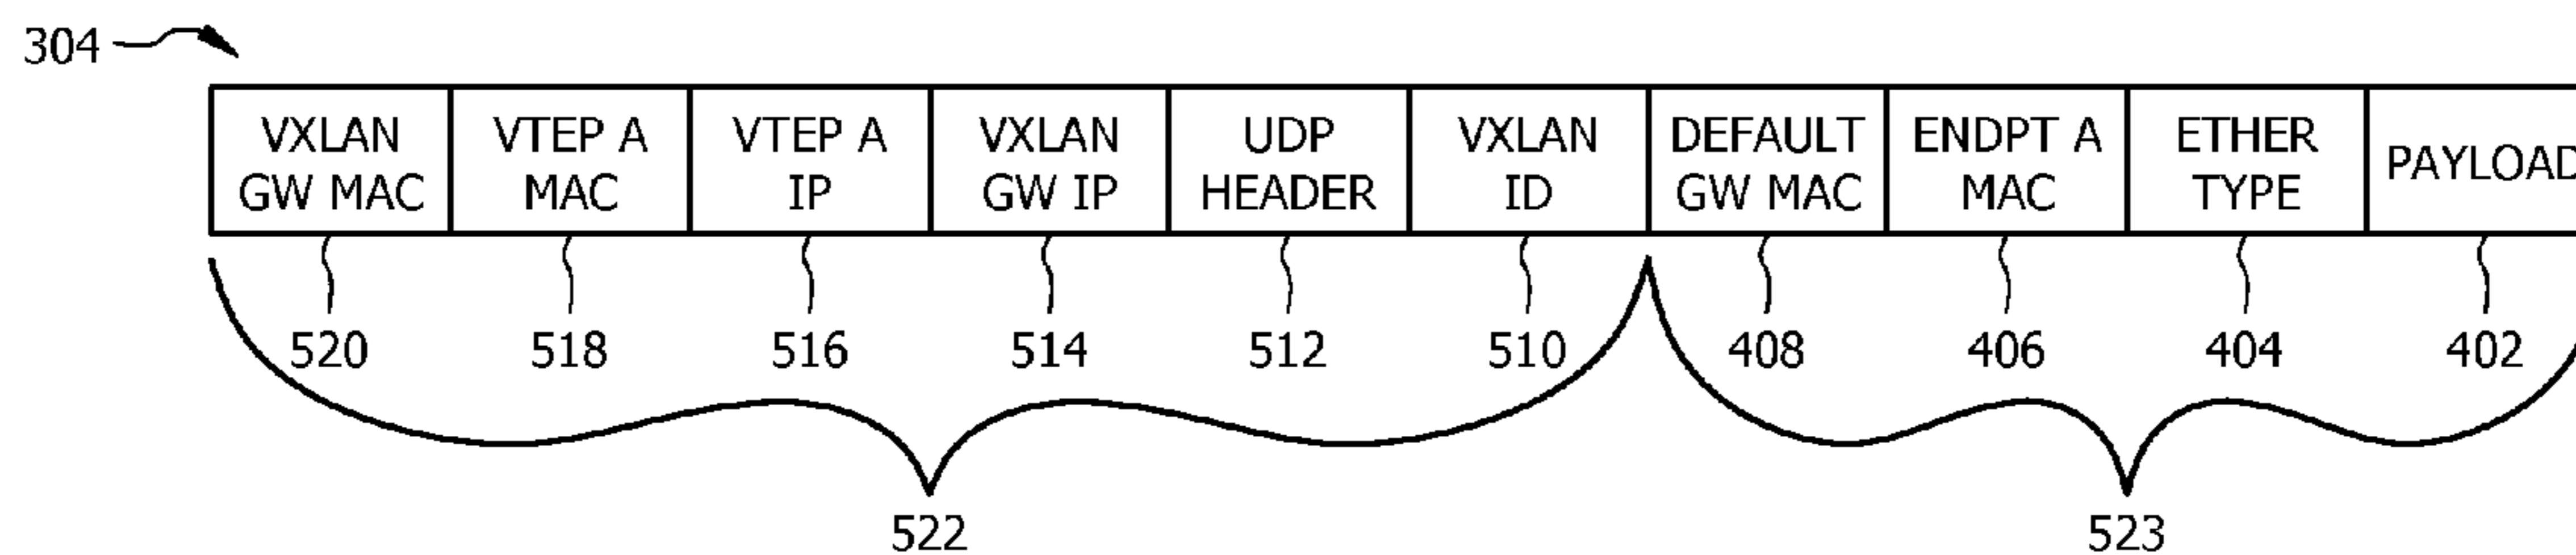 304
VXLAN GW MAC
VTEP A MAC
VTEP A IP
VXLAN GW IP
UDP HEADER
VXLAN ID
DEFAULT GW MAC
ENDPT A MAC
ETHER TYPE
PAYLOAD
520 518 516 514 512 510 408 406 404 402
522 523